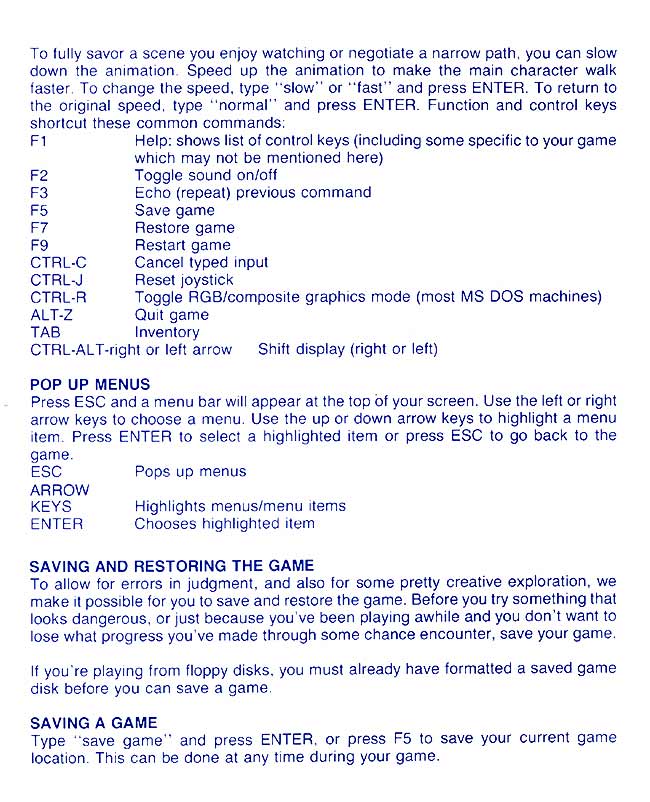 To fully savor a scene you enjoy watching or negotiate a narrow path, you can slow
down the animation. Speed up the animation to make the main character walk
faster. To change the speed, type "slow" or "fast" and press ENTER. To return to
the original speed, type "normal" and press ENTER. Function and control keys
shortcut these common commands:
F1 Help: shows list of control keys (including some specific to your game
which may not be mentioned here)
F2 Toggle sound on/off
F3 Echo (repeat) previous command
F5 Save game
F7 Restore game
F9 Restart game
CTRL-C Cancel typed input
CTRL-J Reset joystick
CTRL-R Toggle RGB/composite graphics mode (most MS DOS machines)
ALT-Z Quit game
TAB Inventory
CTRL-ALT-right or left arrow Shift display (right or left)
POP UP MENUS
Press ESC and a menu bar will appear at the top of your screen. Use the left or right
arrow keys to choose a menu. Use the up or down arrow keys to highlight a menu
item. Press ENTER to select a highlighted item or press ESC to go back to the
game.
ESC Pops up menus
ARROW
KEYS Highlights menus/menu items
ENTER Chooses highlighted item
SAVING AND RESTORING THE GAME
To allow for errors in judgment, and also for some pretty creative exploration, we
make it possible for you to save and restore the game. Before you try something that
looks dangerous, or just because you've been playing awhile and you don't want to
lose what progress you've made through some chance encounter, save your game.
If you're playing from floppy disks, you must already have formatted a saved game
disk before you can save a game.
SAVING A GAME
Type "save game" and press ENTER, or press F5 to save your current game
location. This can be done at any time during your game.